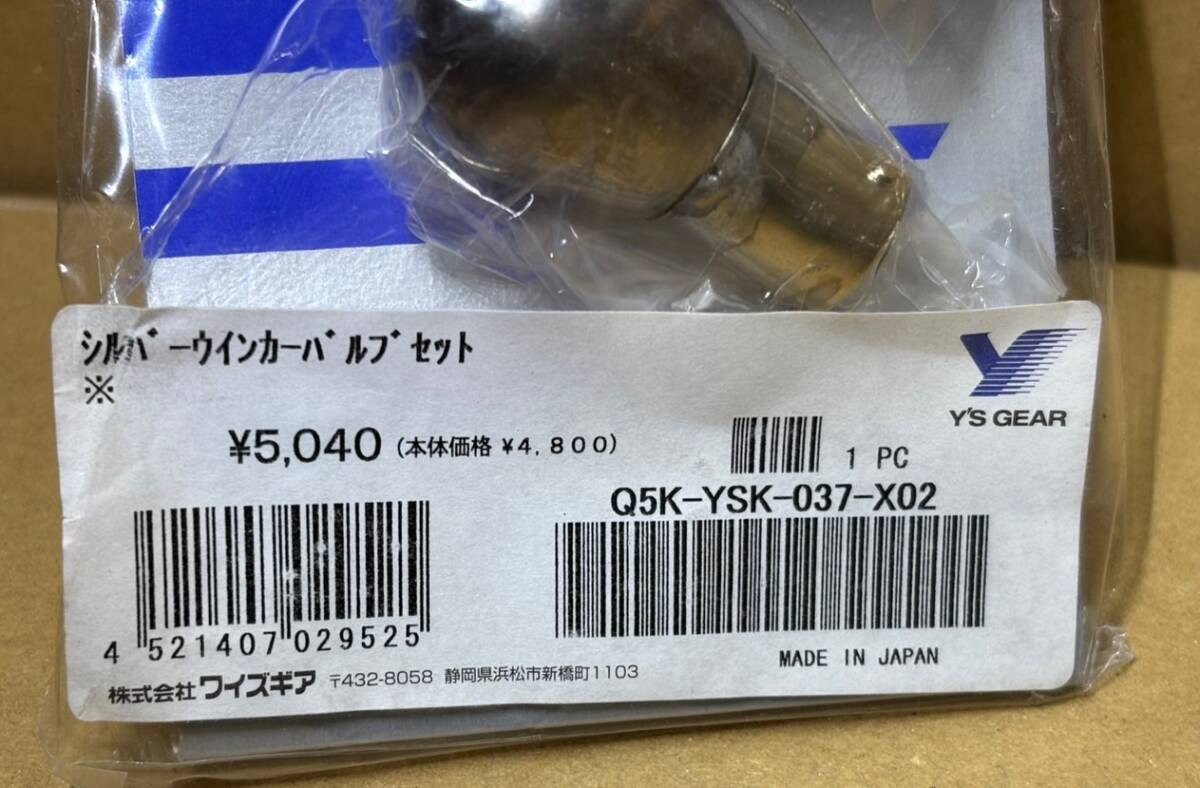 シルバーウインカーバルブセット
※
Y'S GEAR
¥5,040 (本体価格 ¥4,800)
1 PC
Q5K-YSK-037-X02
4 521407 029525
MADE IN JAPAN
株式会社 ワイズギア 〒432-8058 静岡県浜松市新橋町1103